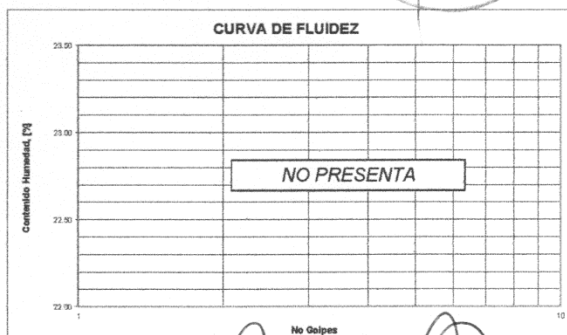 CURVA DE FLUIDEZ
23.50
23.00
Contenido Humedad, [%]
NO PRESENTA
22.50
22.00
1
10
No Golpes